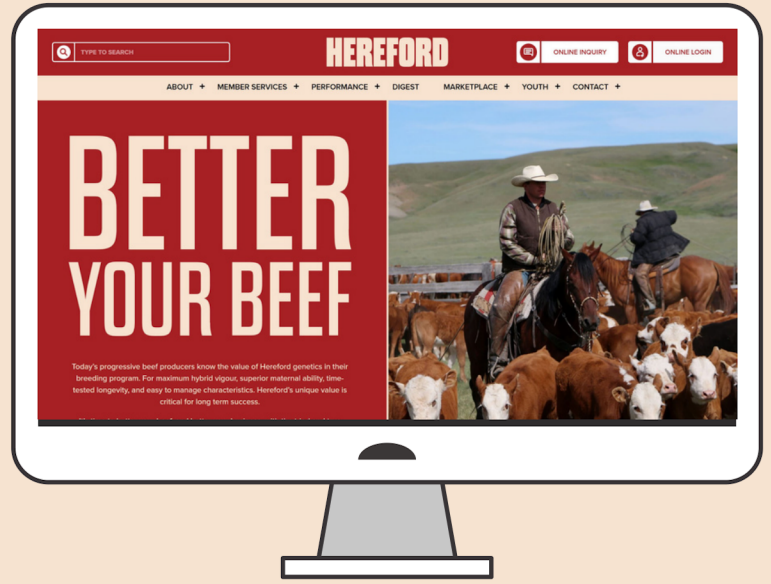 TYPE TO SEARCH
HEREFORD
ONLINE INQUIRY
ONLINE LOGIN
ABOUT + MEMBER SERVICES + PERFORMANCE + DIGEST MARKETPLACE + YOUTH + CONTACT +
BETTER
YOUR BEEF
Today's progressive beef producers know the value of Hereford genetics in their
breeding program. For maximum hybrid vigour, superior maternal ability, time-
tested longevity, and easy to manage characteristics. Hereford's unique value is
critical for long term success.